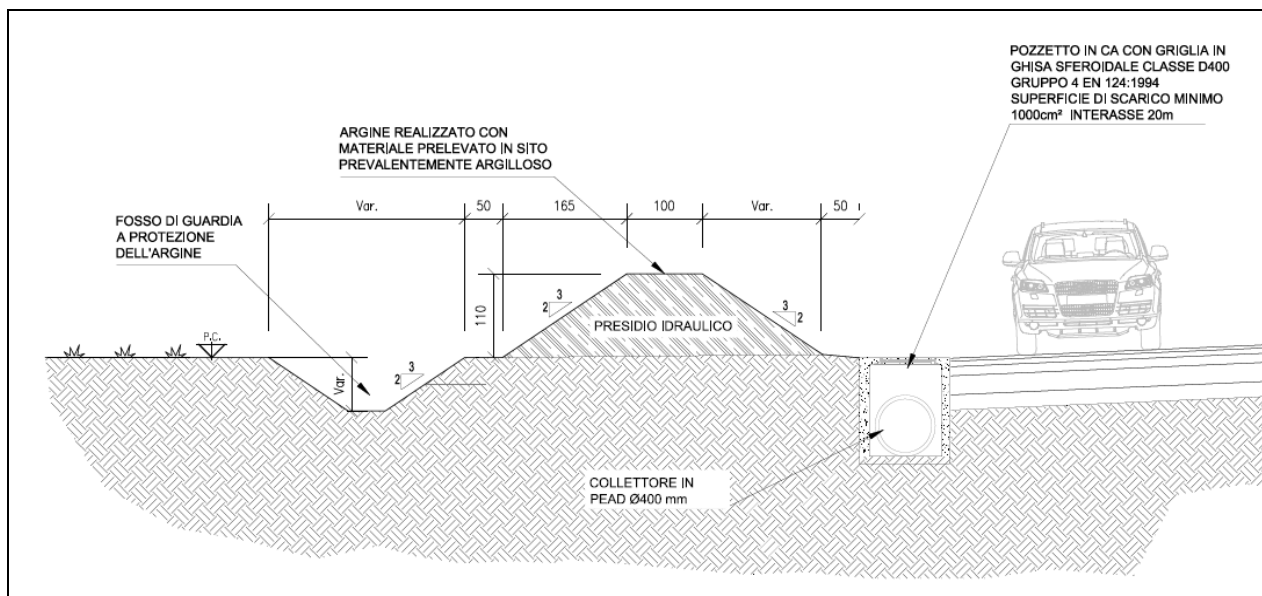 POZZETTO IN CA CON GRIGLIA IN
GHISA SFEROIDALE CLASSE D400
GRUPPO 4 EN 124:1994
SUPERFICIE DI SCARICO MINIMO
1000cm² INTERASSE 20m
ARGINE REALIZZATO CON
MATERIALE PRELEVATO IN SITO
PREVALENTEMENTE ARGILLOSO
FOSSO DI GUARDIA
A PROTEZIONE
DELL'ARGINE
Var. 50 165 100 Var. 50
110
2 3
3 2
PRESIDIO IDRAULICO
P.C.
Var.
2 3
COLLETTORE IN
PEAD Ø400 mm